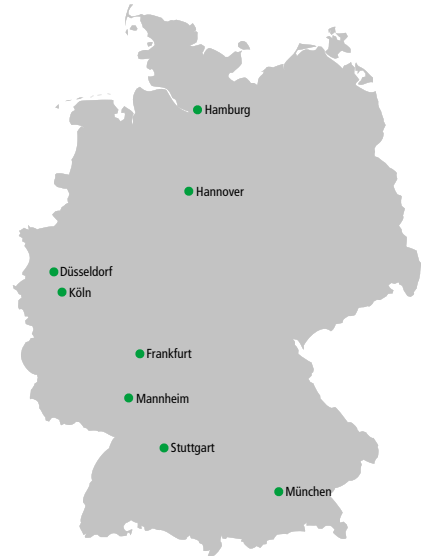 Hamburg
Hannover
Düsseldorf
Köln
Frankfurt
Mannheim
Stuttgart
München